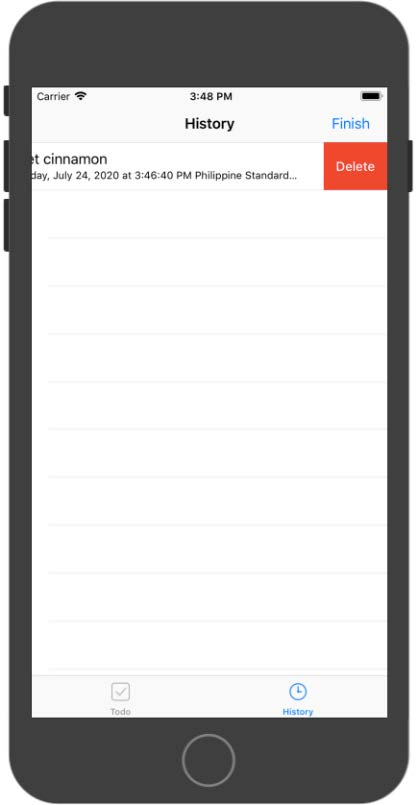 Carrier 3:48 PM
History Finish
et cinnamon Delete
day, July 24, 2020 at 3:46:40 PM Philippine Standard...
Todo History